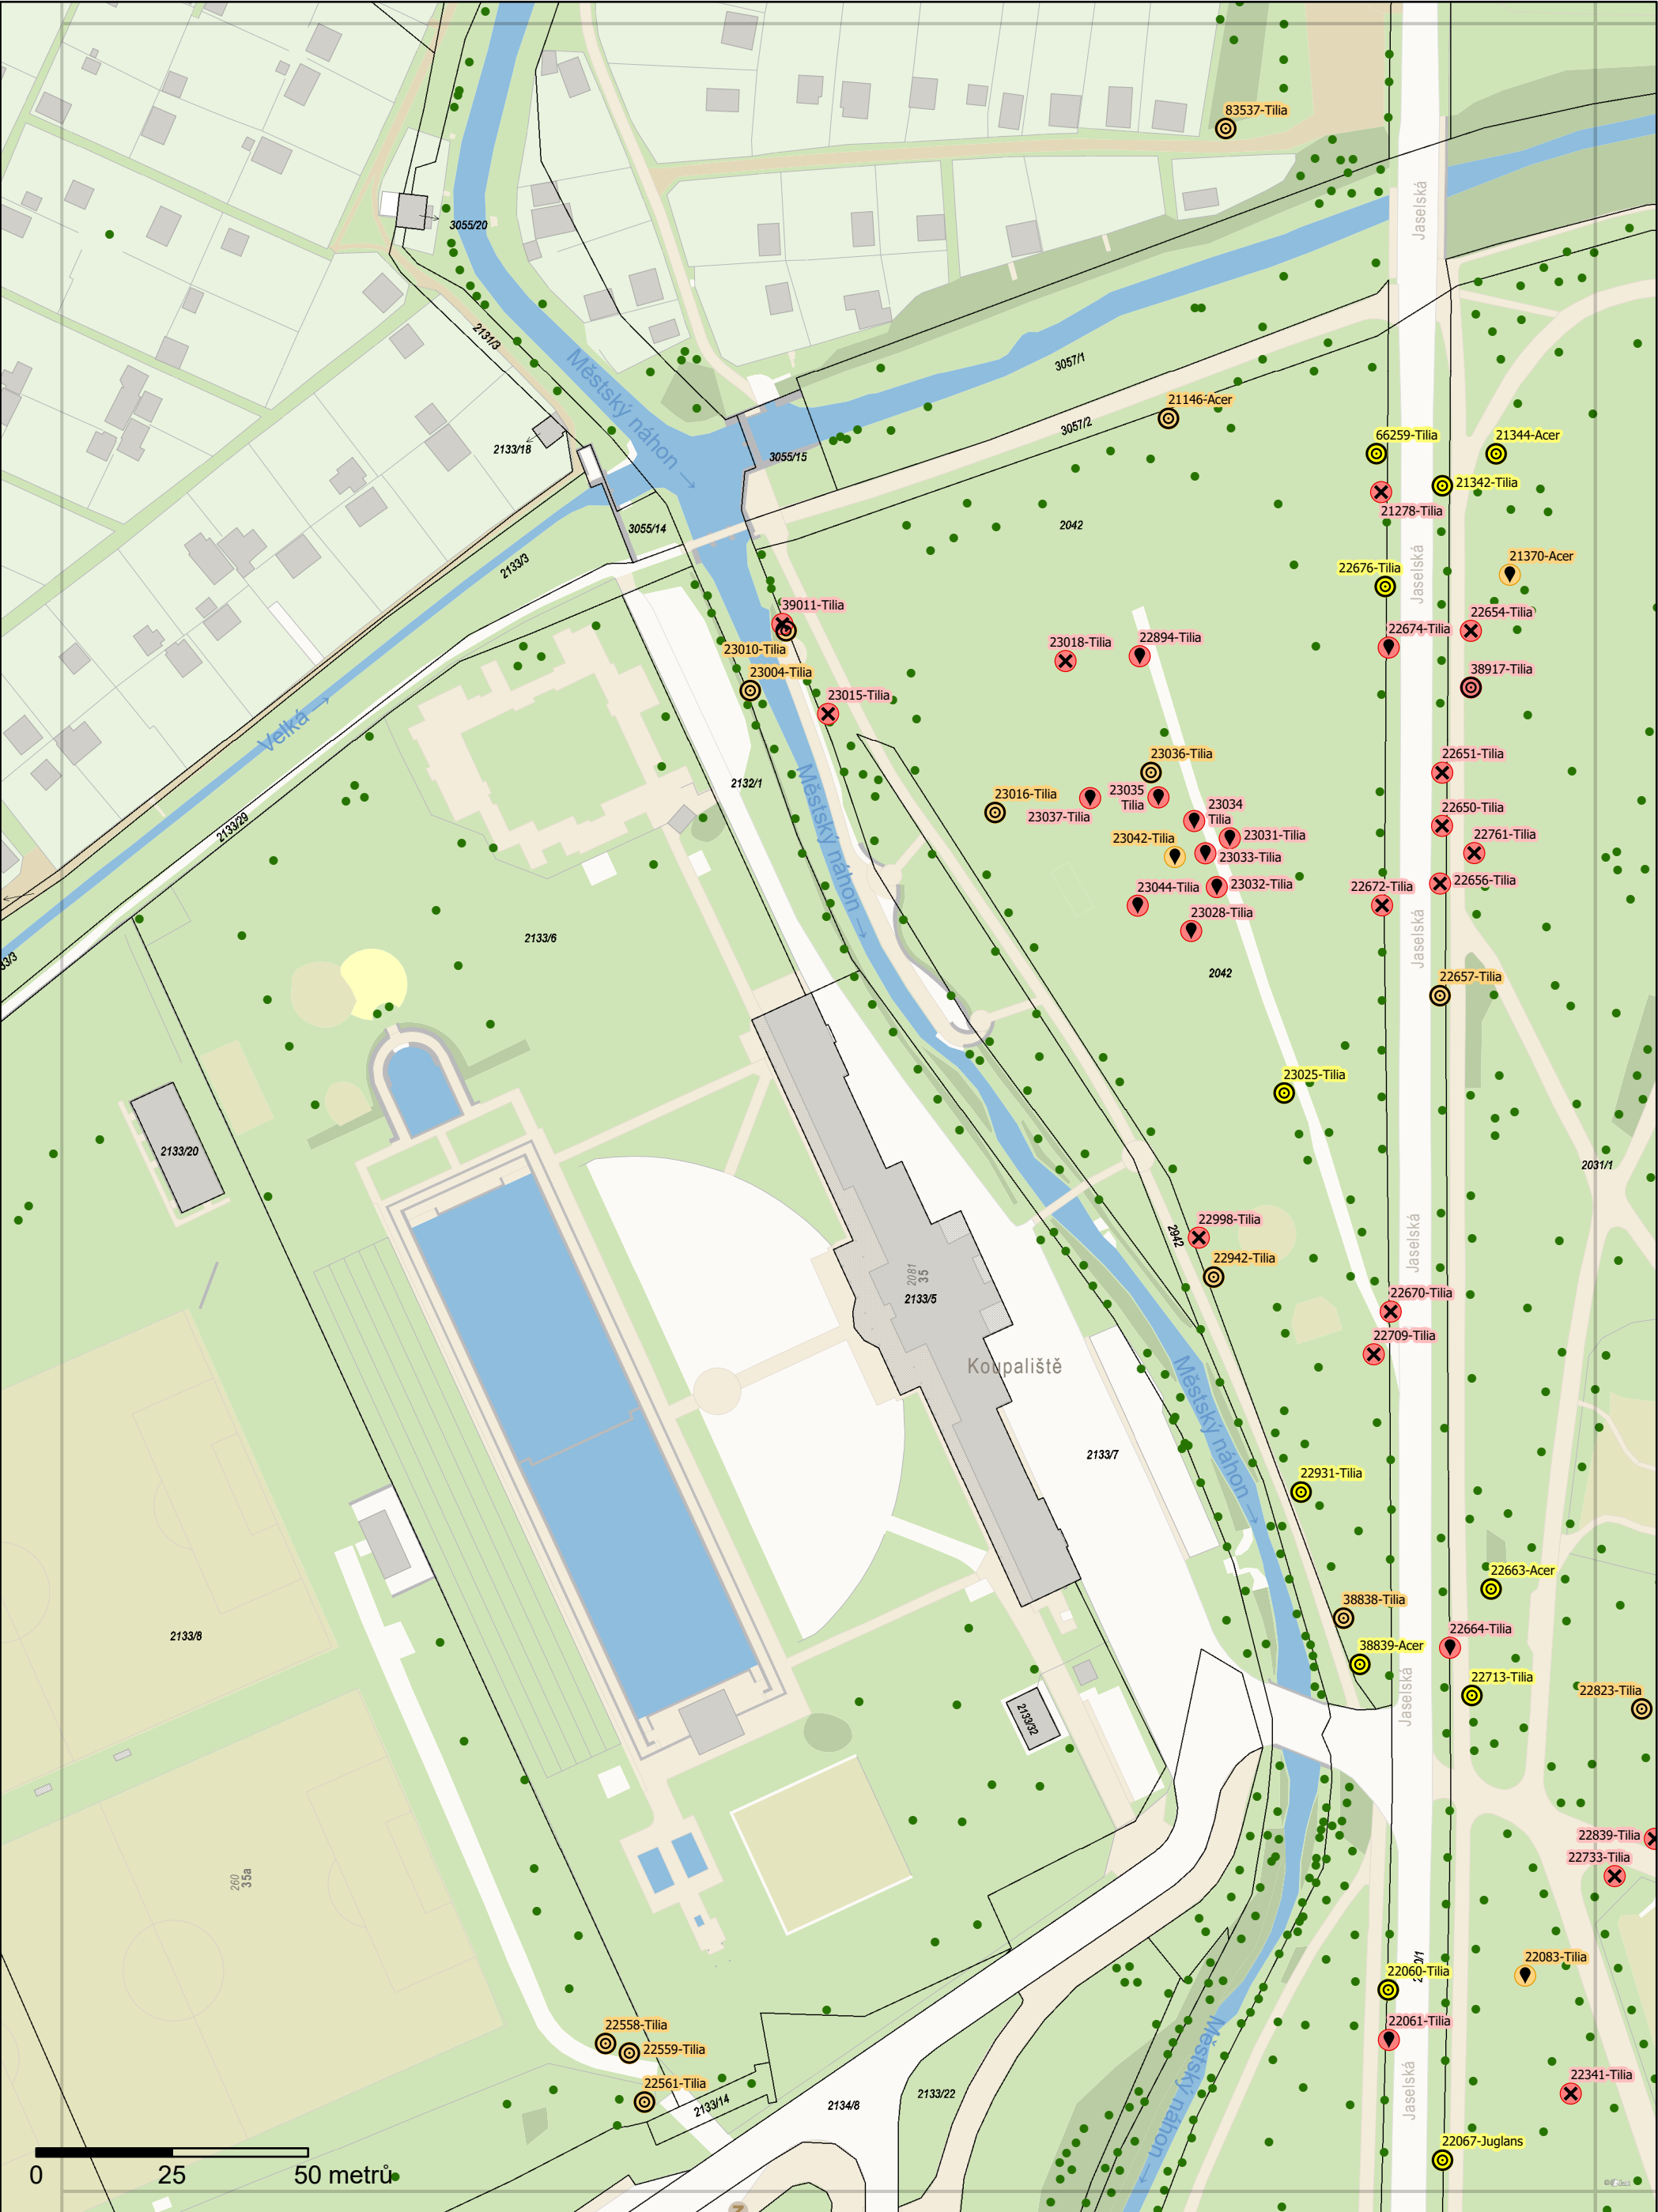 83537-Tilia
Jaselská
3055/20
2131/3
Městský náhon →
3057/1
21146-Acer
3057/2
66259-Tilia
21344-Acer
2133/18
3055/15
21342-Tilia
21278-Tilia
3055/14
2042
2133/3
Jaselská
22676-Tilia
21370-Acer
39011-Tilia
22654-Tilia
22674-Tilia
23018-Tilia
22894-Tilia
23010-Tilia
38917-Tilia
23004-Tilia
23015-Tilia
Velká →
23036-Tilia
22651-Tilia
2132/1
Městský náhon →
23016-Tilia
23035
Tilia
23034
Tilia
23037-Tilia
22650-Tilia
2133/29
23042-Tilia
23031-Tilia
22761-Tilia
23033-Tilia
23044-Tilia
23032-Tilia
22672-Tilia
22656-Tilia
23028-Tilia
2133/6
Jaselská
33/3
2042
22657-Tilia
23025-Tilia
2133/20
2031/1
22998-Tilia
2942
Jaselská
22942-Tilia
2081
35
2133/5
22670-Tilia
22709-Tilia
Koupaliště
Městský náhon →
2133/7
22931-Tilia
22663-Acer
38838-Tilia
2133/8
22664-Tilia
38839-Acer
Jaselská
22713-Tilia
22823-Tilia
2133/32
22839-Tilia
22733-Tilia
260
35a
22083-Tilia
22060-Tilia
22061-Tilia
22558-Tilia
22559-Tilia
22341-Tilia
22561-Tilia
Jaselská
2133/14
2134/8
2133/22
Městský náhon →
22067-Juglans
0 25 50 metrů